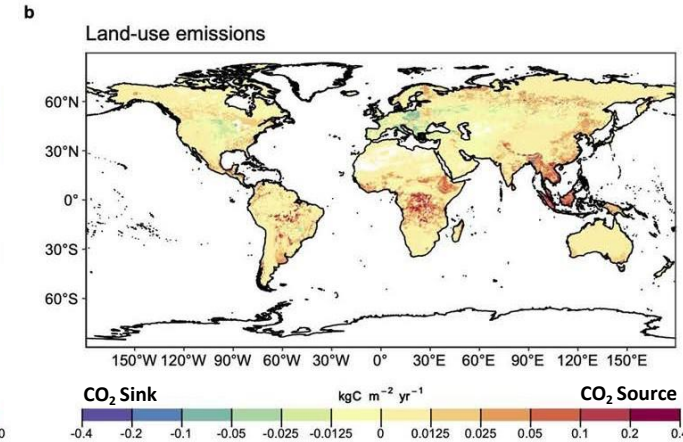 b
Land-use emissions
60°N
30°N
0°
30°S
60°S
150°W 120°W 90°W 60°W 30°W 0° 30°E 60°E 90°E 120°E 150°E
CO₂ Sink kgC m⁻² yr⁻¹ CO₂ Source
0 -0.4 -0.2 -0.1 -0.05 -0.025 -0.0125 0 0.0125 0.025 0.05 0.1 0.2